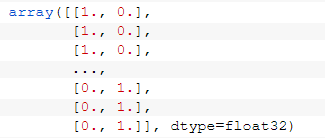 array([[1., 0.],
[1., 0.],
[1., 0.],
...,
[0., 1.],
[0., 1.],
[0., 1.]], dtype=float32)